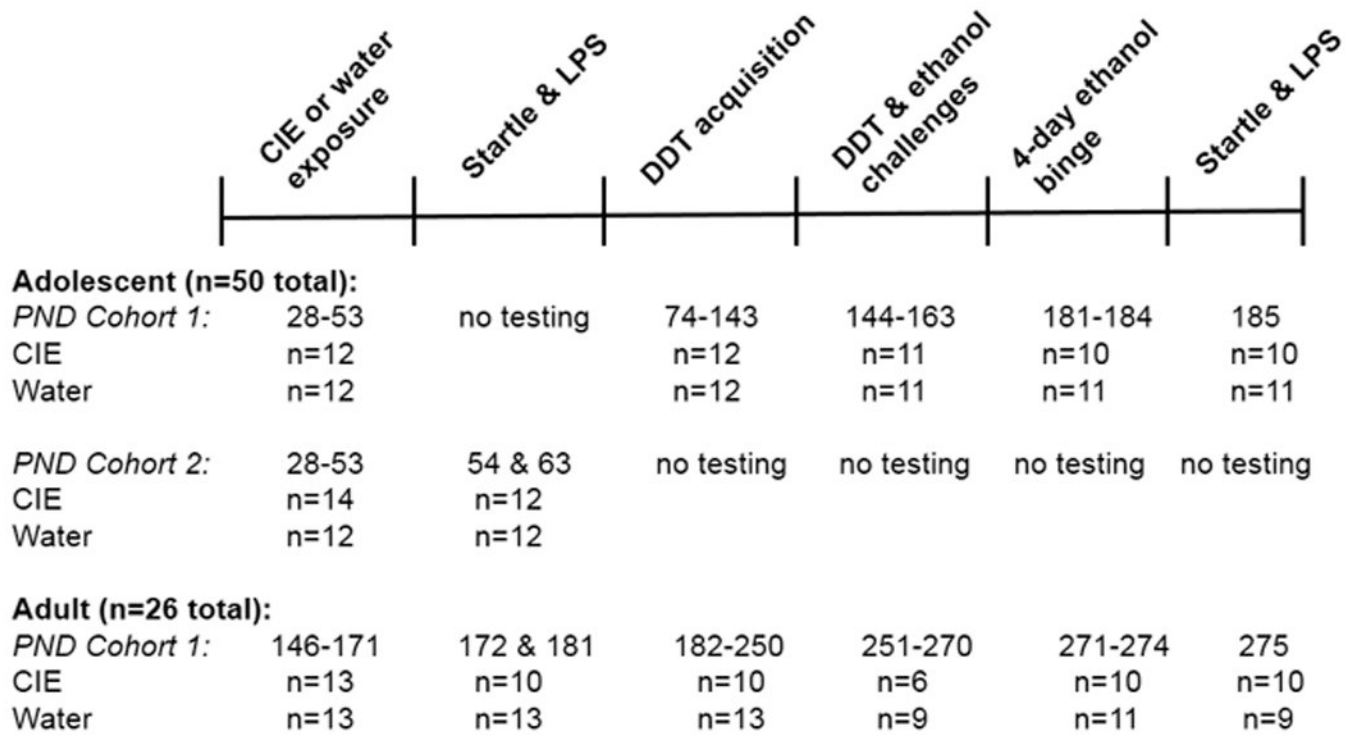 CIE or water
exposure
Startle & LPS
DDT acquisition
DDT & ethanol
challenges
4-day ethanol
binge
Startle & LPS
Adolescent (n=50 total):
PND Cohort 1: 28-53 no testing 74-143 144-163 181-184 185
CIE n=12 n=12 n=11 n=10 n=10
Water n=12 n=12 n=11 n=11 n=11
PND Cohort 2: 28-53 54 & 63 no testing no testing no testing no testing
CIE n=14 n=12
Water n=12 n=12
Adult (n=26 total):
PND Cohort 1: 146-171 172 & 181 182-250 251-270 271-274 275
CIE n=13 n=10 n=10 n=6 n=10 n=10
Water n=13 n=13 n=13 n=9 n=11 n=9